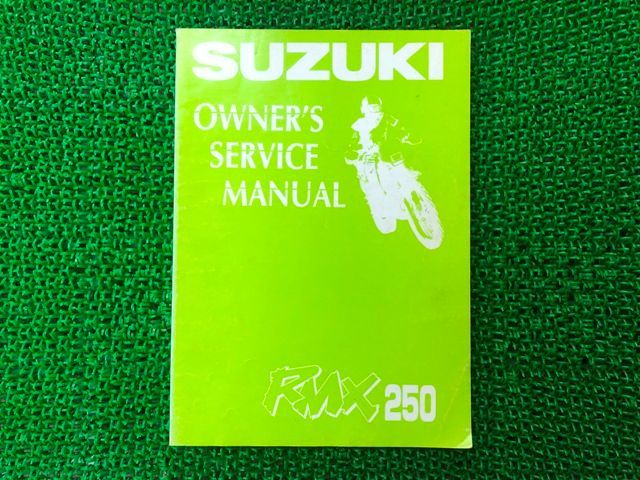 SUZUKI
OWNER'S
SERVICE
MANUAL
RMX 250